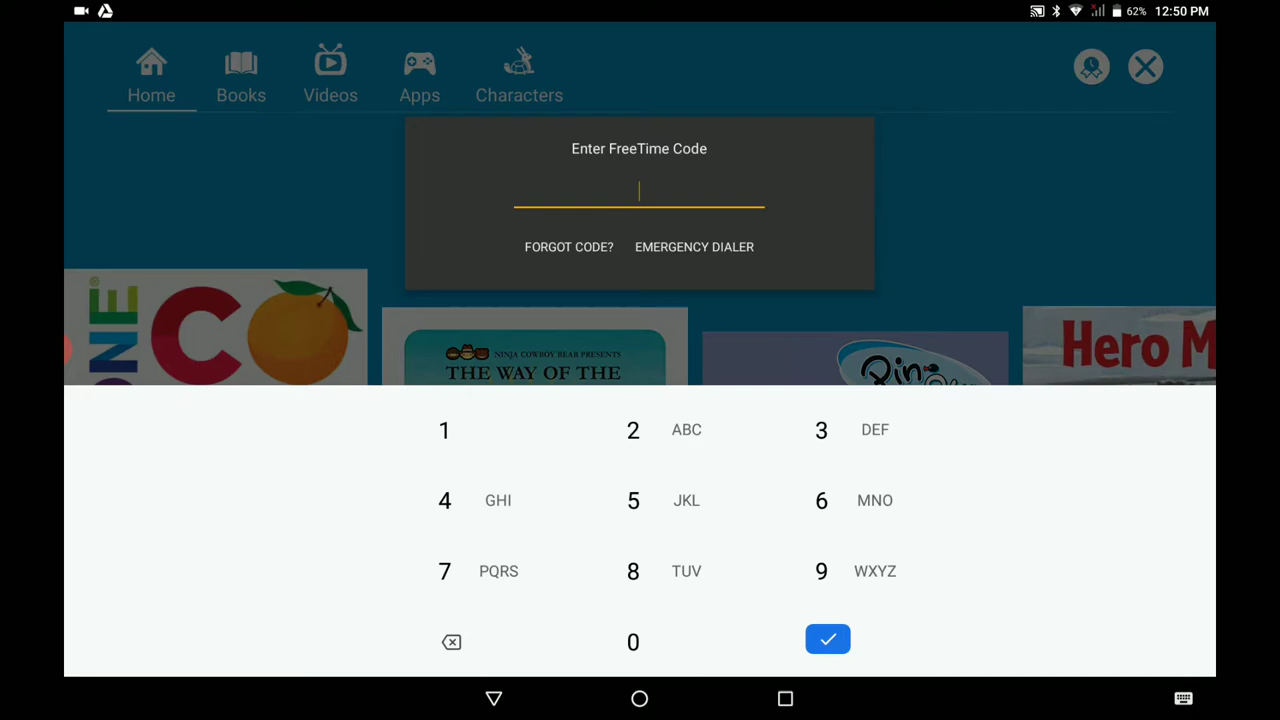 62% 12:50 PM
Home Books Videos Apps Characters
Enter FreeTime Code
FORGOT CODE? EMERGENCY DIALER
ONE
CO
NINJA COWBOY BEAR PRESENTS
THE WAY OF THE
Hero M
1 2 ABC 3 DEF
4 GHI 5 JKL 6 MNO
7 PQRS 8 TUV 9 WXYZ
0